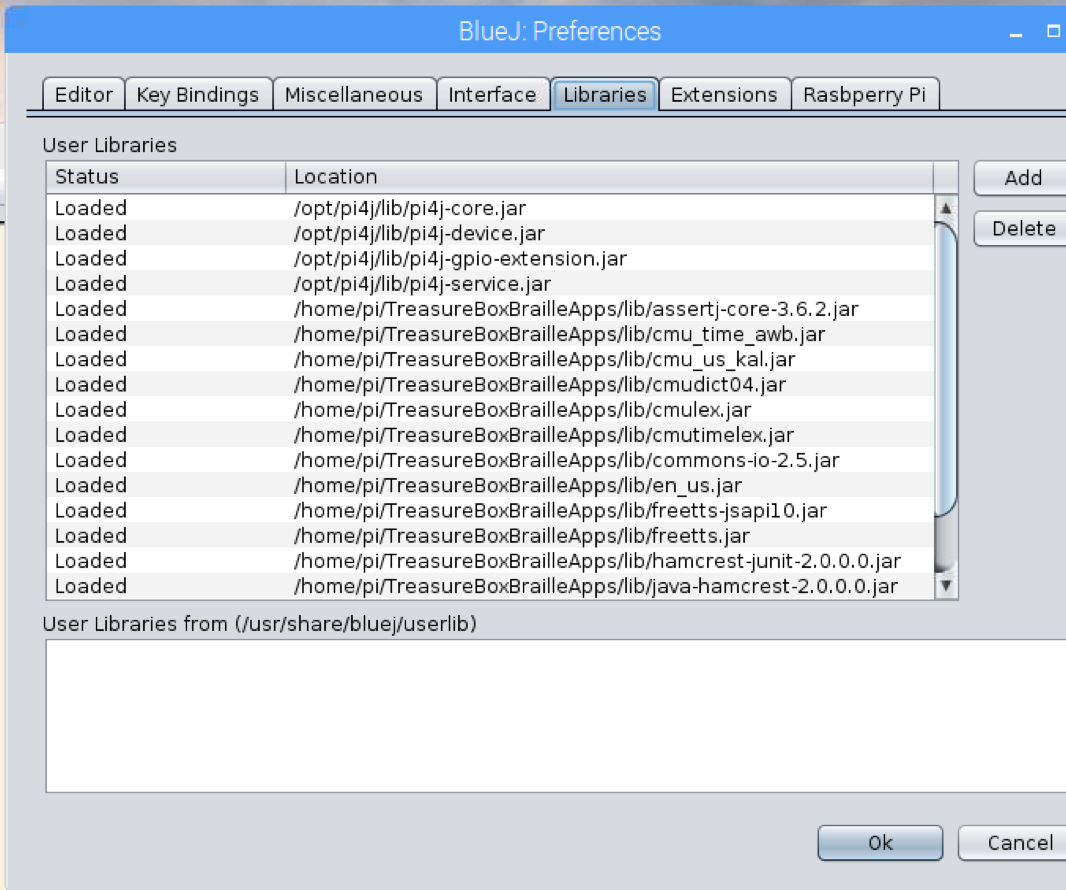 BlueJ: Preferences
Editor Key Bindings Miscellaneous Interface Libraries Extensions Rasbperry Pi
User Libraries
Status Location
Add
Loaded /opt/pi4j/lib/pi4j-core.jar
Delete
Loaded /opt/pi4j/lib/pi4j-device.jar
Loaded /opt/pi4j/lib/pi4j-gpio-extension.jar
Loaded /opt/pi4j/lib/pi4j-service.jar
Loaded /home/pi/TreasureBoxBrailleApps/lib/assertj-core-3.6.2.jar
Loaded /home/pi/TreasureBoxBrailleApps/lib/cmu_time_awb.jar
Loaded /home/pi/TreasureBoxBrailleApps/lib/cmu_us_kal.jar
Loaded /home/pi/TreasureBoxBrailleApps/lib/cmudict04.jar
Loaded /home/pi/TreasureBoxBrailleApps/lib/cmulex.jar
Loaded /home/pi/TreasureBoxBrailleApps/lib/cmutimelex.jar
Loaded /home/pi/TreasureBoxBrailleApps/lib/commons-io-2.5.jar
Loaded /home/pi/TreasureBoxBrailleApps/lib/en_us.jar
Loaded /home/pi/TreasureBoxBrailleApps/lib/freetts-jsapi10.jar
Loaded /home/pi/TreasureBoxBrailleApps/lib/freetts.jar
Loaded /home/pi/TreasureBoxBrailleApps/lib/hamcrest-junit-2.0.0.0.jar
Loaded /home/pi/TreasureBoxBrailleApps/lib/java-hamcrest-2.0.0.0.jar
User Libraries from (/usr/share/bluej/userlib)
Ok Cancel